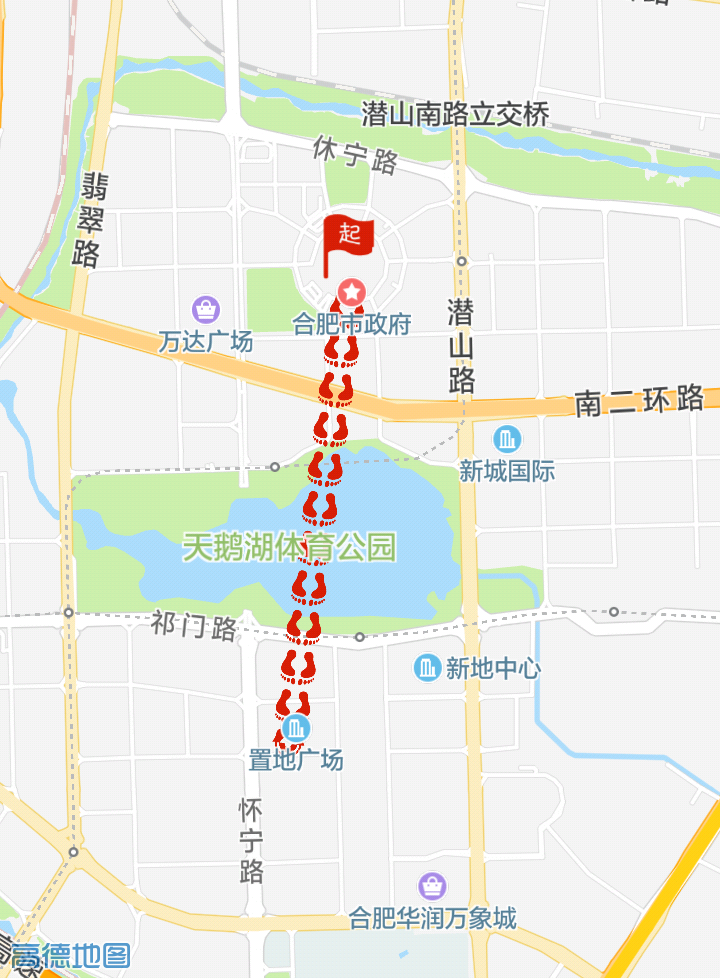 潜山南路立交桥
休宁路
翡翠路
起
万达广场
合肥市政府
潜山路
南二环路
新城国际
天鹅湖体育公园
祁门路
新地中心
置地广场
怀宁路
合肥华润万象城
高速
高德地图